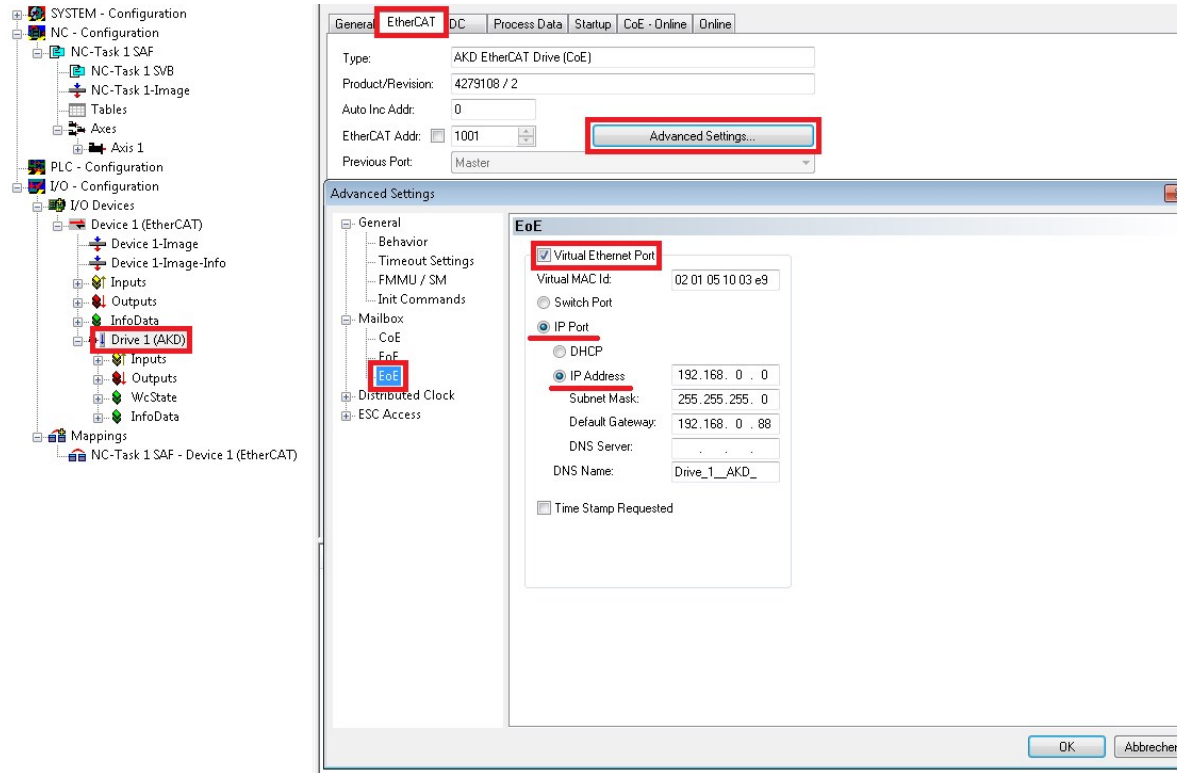 SYSTEM - Configuration
NC - Configuration
NC-Task 1 SAF
NC-Task 1 SVB
NC-Task 1-Image
Tables
Axes
Axis 1
PLC - Configuration
I/O - Configuration
I/O Devices
Device 1 (EtherCAT)
Device 1-Image
Device 1-Image-Info
Inputs
Outputs
InfoData
Drive 1 (AKD)
Inputs
Outputs
WcState
InfoData
Mappings
NC-Task 1 SAF - Device 1 (EtherCAT)
General EtherCAT DC Process Data Startup CoE - Online Online
Type: AKD EtherCAT Drive (CoE)
Product/Revision: 4279108 / 2
Auto Inc Addr: 0
EtherCAT Addr: 1001 Advanced Settings...
Previous Port: Master
Advanced Settings
General
Behavior
Timeout Settings
FMMU / SM
Init Commands
Mailbox
CoE
FoE
EoE
Distributed Clock
ESC Access
EoE
Virtual Ethernet Port
Virtual MAC Id: 02 01 05 10 03 e9
Switch Port
IP Port
DHCP
IP Address 192.168. 0 . 0
Subnet Mask: 255.255.255. 0
Default Gateway: 192.168. 0 . 88
DNS Server: . . .
DNS Name: Drive_1__AKD_
Time Stamp Requested
OK Abbrechen